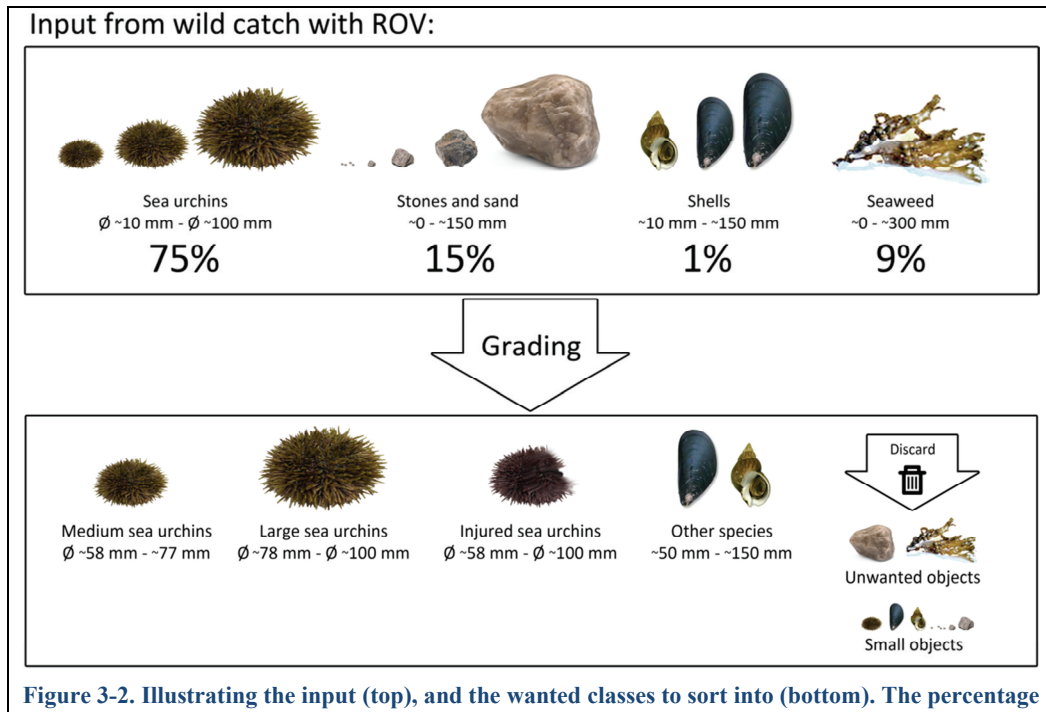 Input from wild catch with ROV:
Sea urchins
Ø ~10 mm - Ø ~100 mm
75%
Stones and sand
~0 - ~150 mm
15%
Shells
~10 mm - ~150 mm
1%
Seaweed
~0 - ~300 mm
9%
Grading
Medium sea urchins
Ø ~58 mm - ~77 mm
Large sea urchins
Ø ~78 mm - Ø ~100 mm
Injured sea urchins
Ø ~58 mm - Ø ~100 mm
Other species
~50 mm - ~150 mm
Discard
Unwanted objects
Small objects
Figure 3-2. Illustrating the input (top), and the wanted classes to sort into (bottom). The percentage